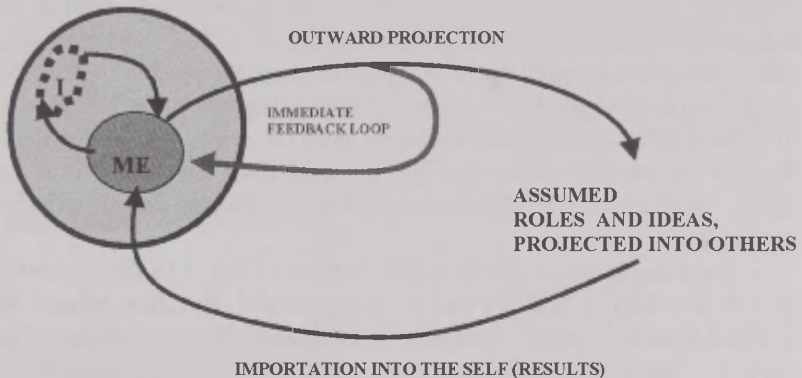 OUTWARD PROJECTION
I
IMMEDIATE
FEEDBACK LOOP
ME
ASSUMED
ROLES AND IDEAS,
PROJECTED INTO OTHERS
IMPORTATION INTO THE SELF (RESULTS)